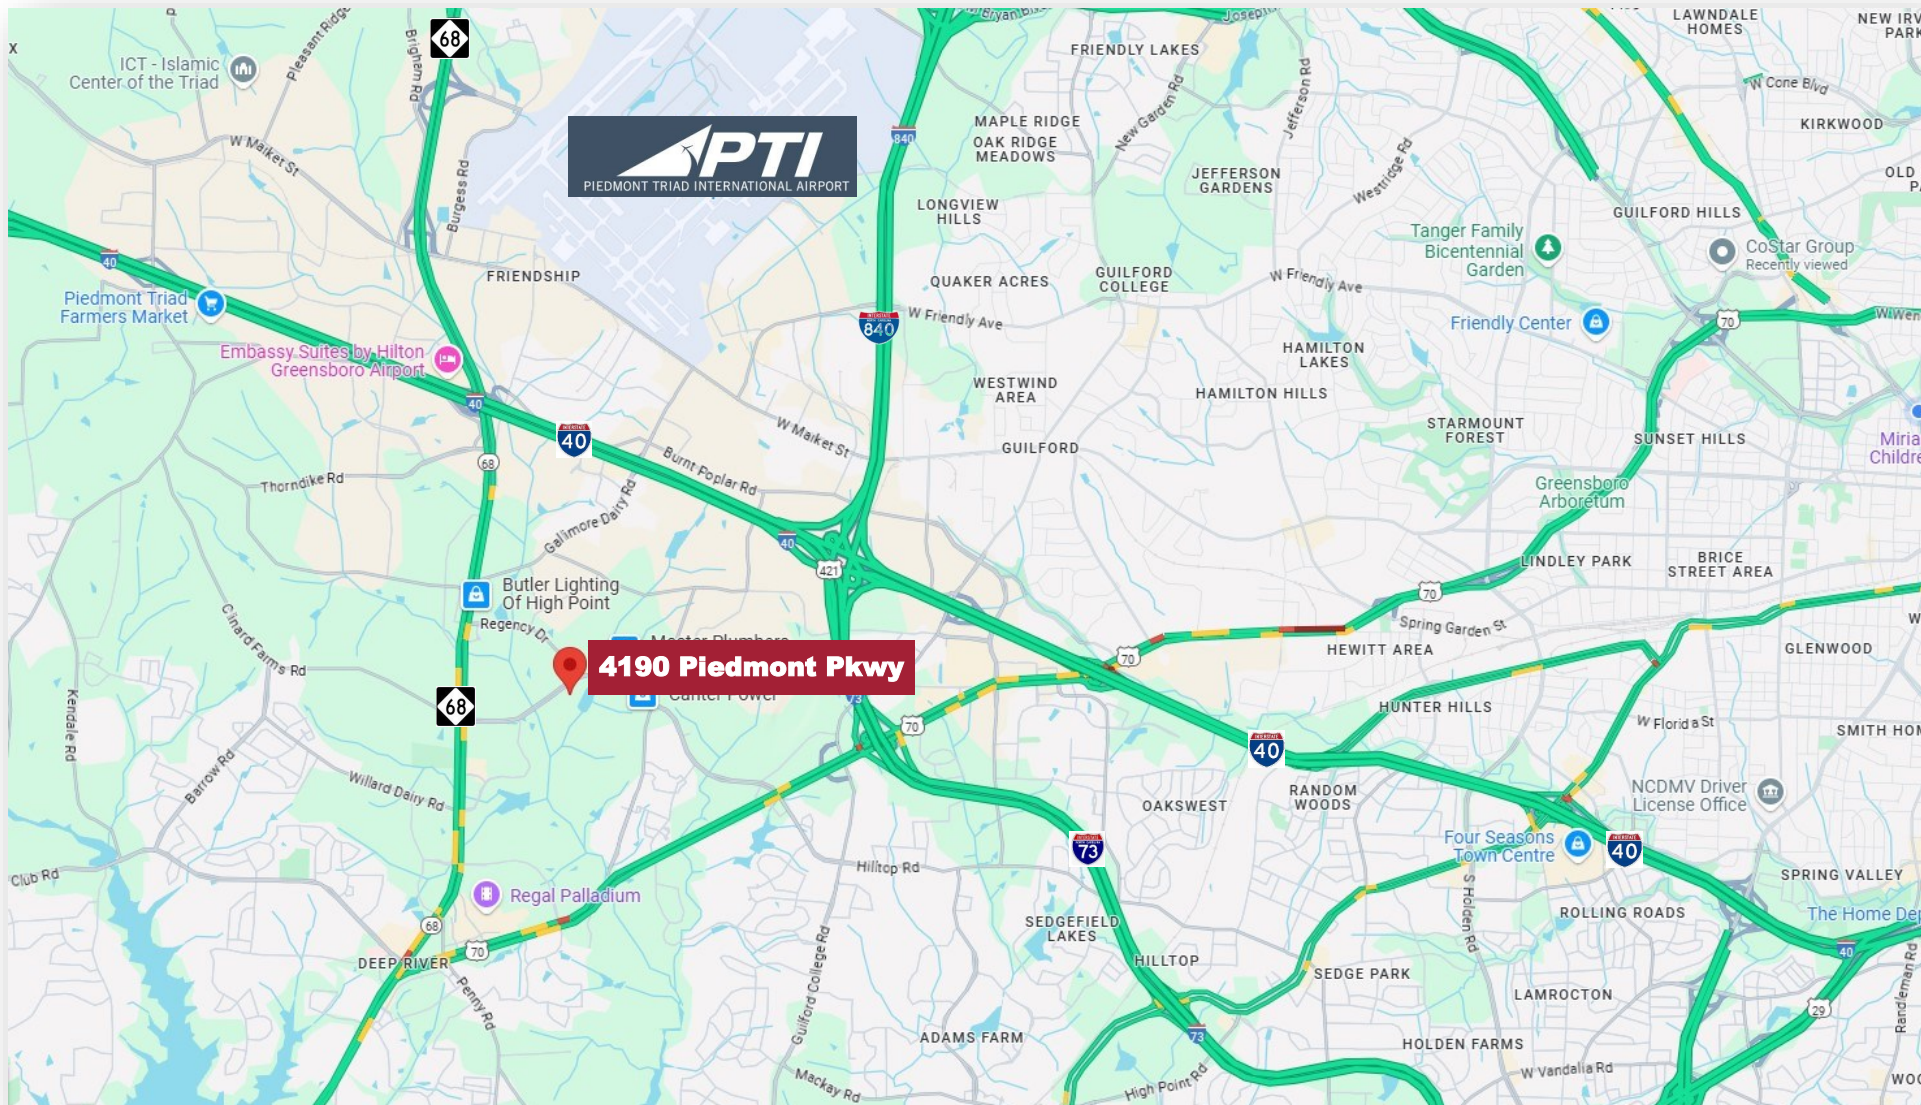 68
LAWNDALE
HOMES
FRIENDLY LAKES
ICT - Islamic
Center of the Triad
Pleasant Ridge
Brigham Rd
W Cone Blvd
KIRKWOOD
MAPLE RIDGE
OAK RIDGE
MEADOWS
New Garden Rd
Jefferson Rd
840
W Market St
PTI
PIEDMONT TRIAD INTERNATIONAL AIRPORT
Burgess Rd
JEFFERSON
GARDENS
Westridge Rd
LONGVIEW
HILLS
GUILFORD HILLS
Tanger Family
Bicentennial
Garden
CoStar Group
Recently viewed
40
FRIENDSHIP
QUAKER ACRES
GUILFORD
COLLEGE
W Friendly Ave
Piedmont Triad
Farmers Market
INTERSTATE
840
W Friendly Ave
Friendly Center
70
Embassy Suites by Hilton
Greensboro Airport
HAMILTON
LAKES
WESTWIND
AREA
HAMILTON HILLS
40
INTERSTATE
40
W Market St
STARMOUNT
FOREST
SUNSET HILLS
GUILFORD
68
Burnt Poplar Rd
Thorndike Rd
Gallimore Dairy Rd
Greensboro
Arboretum
40
421
LINDLEY PARK
BRICE
STREET AREA
Butler Lighting
Of High Point
70
Regency Dr
Clinard Farms Rd
Spring Garden St
HEWITT AREA
GLENWOOD
70
4190 Piedmont Pkwy
68
73
Kendale Rd
HUNTER HILLS
W Florida St
70
INTERSTATE
40
Barrow Rd
Willard Dairy Rd
OAKSWEST
RANDOM
WOODS
NCDMV Driver
License Office
Four Seasons
Town Centre
INTERSTATE
40
INTERSTATE
73
Club Rd
Hilltop Rd
SPRING VALLEY
Regal Palladium
S Holden Rd
ROLLING ROADS
68
SEDGEFIELD
LAKES
70
DEEP RIVER
Guilford College Rd
HILLTOP
SEDGE PARK
40
Penny Rd
LAMROCTON
29
Randleman Rd
ADAMS FARM
73
HOLDEN FARMS
Mackay Rd
High Point Rd
W Vandalia Rd